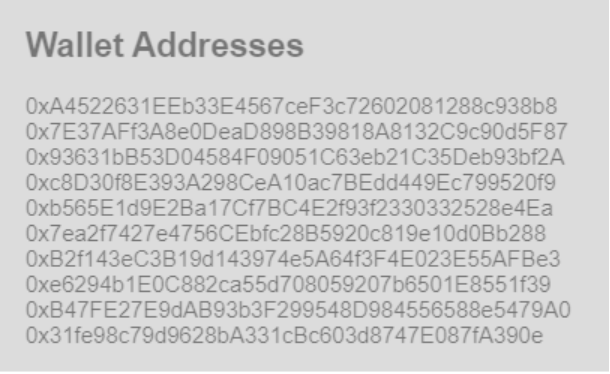 Wallet Addresses
0xA4522631EEb33E4567ceF3c72602081288c938b8
0x7E37AFf3A8e0DeaD898B39818A8132C9c90d5F87
0x93631bB53D04584F09051C63eb21C35Deb93bf2A
0xc8D30f8E393A298CeA10ac7BEdd449Ec799520f9
0xb565E1d9E2Ba17Cf7BC4E2f93f2330332528e4Ea
0x7ea2f7427e4756CEbfc28B5920c819e10d0Bb288
0xB2f143eC3B19d143974e5A64f3F4E023E55AFBe3
0xe6294b1E0C882ca55d708059207b6501E8551f39
0xB47FE27E9dAB93b3F299548D984556588e5479A0
0x31fe98c79d9628bA331cBc603d8747E087fA390e